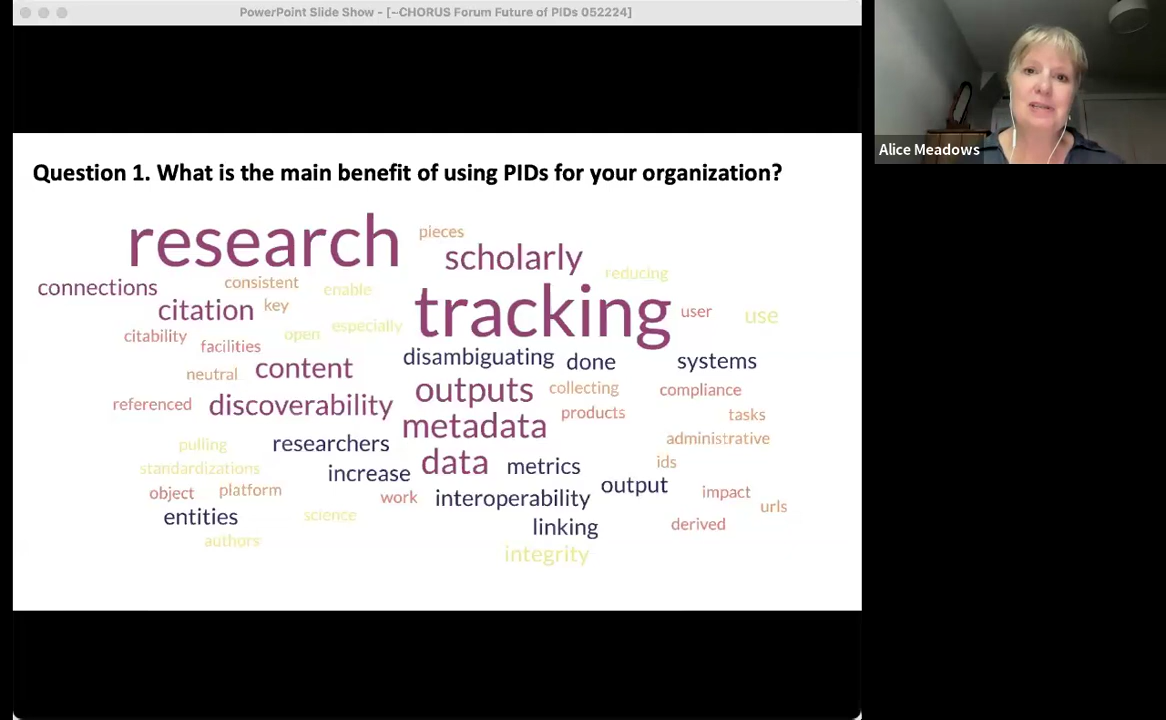 PowerPoint Slide Show - [~CHORUS Forum Future of PIDs 052224]
Alice Meadows
Question 1. What is the main benefit of using PIDs for your organization?
research
pieces
scholarly
reducing
connections
consistent
enable
citation
key
tracking
user
use
citability
open
especially
facilities
disambiguating
done
systems
neutral
content
outputs
collecting
compliance
referenced
discoverability
products
tasks
metadata
administrative
pulling
researchers
standardizations
increase
data
metrics
ids
object
platform
work
interoperability
output
impact
urls
entities
science
linking
derived
authors
integrity